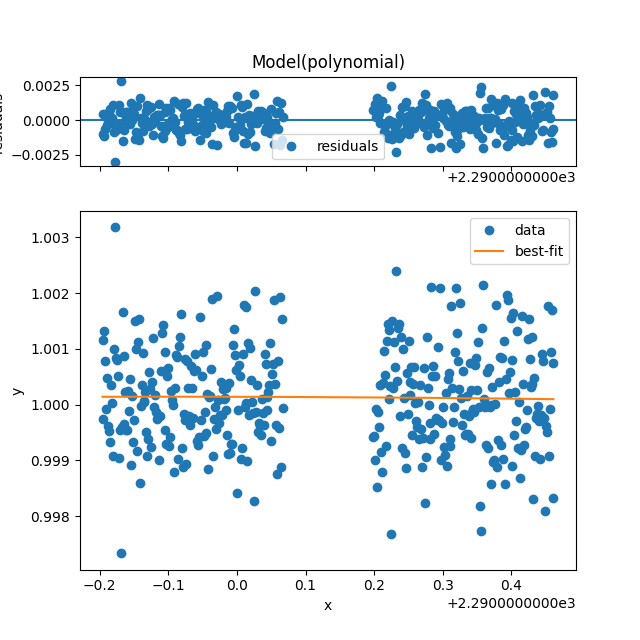 Model(polynomial)
0.0025
0.0000
−0.0025
residuals
residuals
+2.2900000000e3
1.003
1.002
1.001
1.000
0.999
0.998
y
data
best-fit
−0.2
−0.1
0.0
0.1
0.2
0.3
0.4
x
+2.2900000000e3